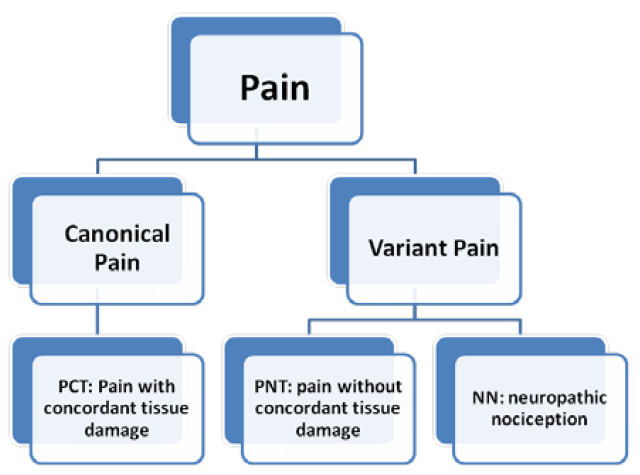 Pain
Canonical
Pain
Variant Pain
PCT: Pain with
concordant tissue
damage
PNT: pain without
concordant tissue
damage
NN: neuropathic
nociception